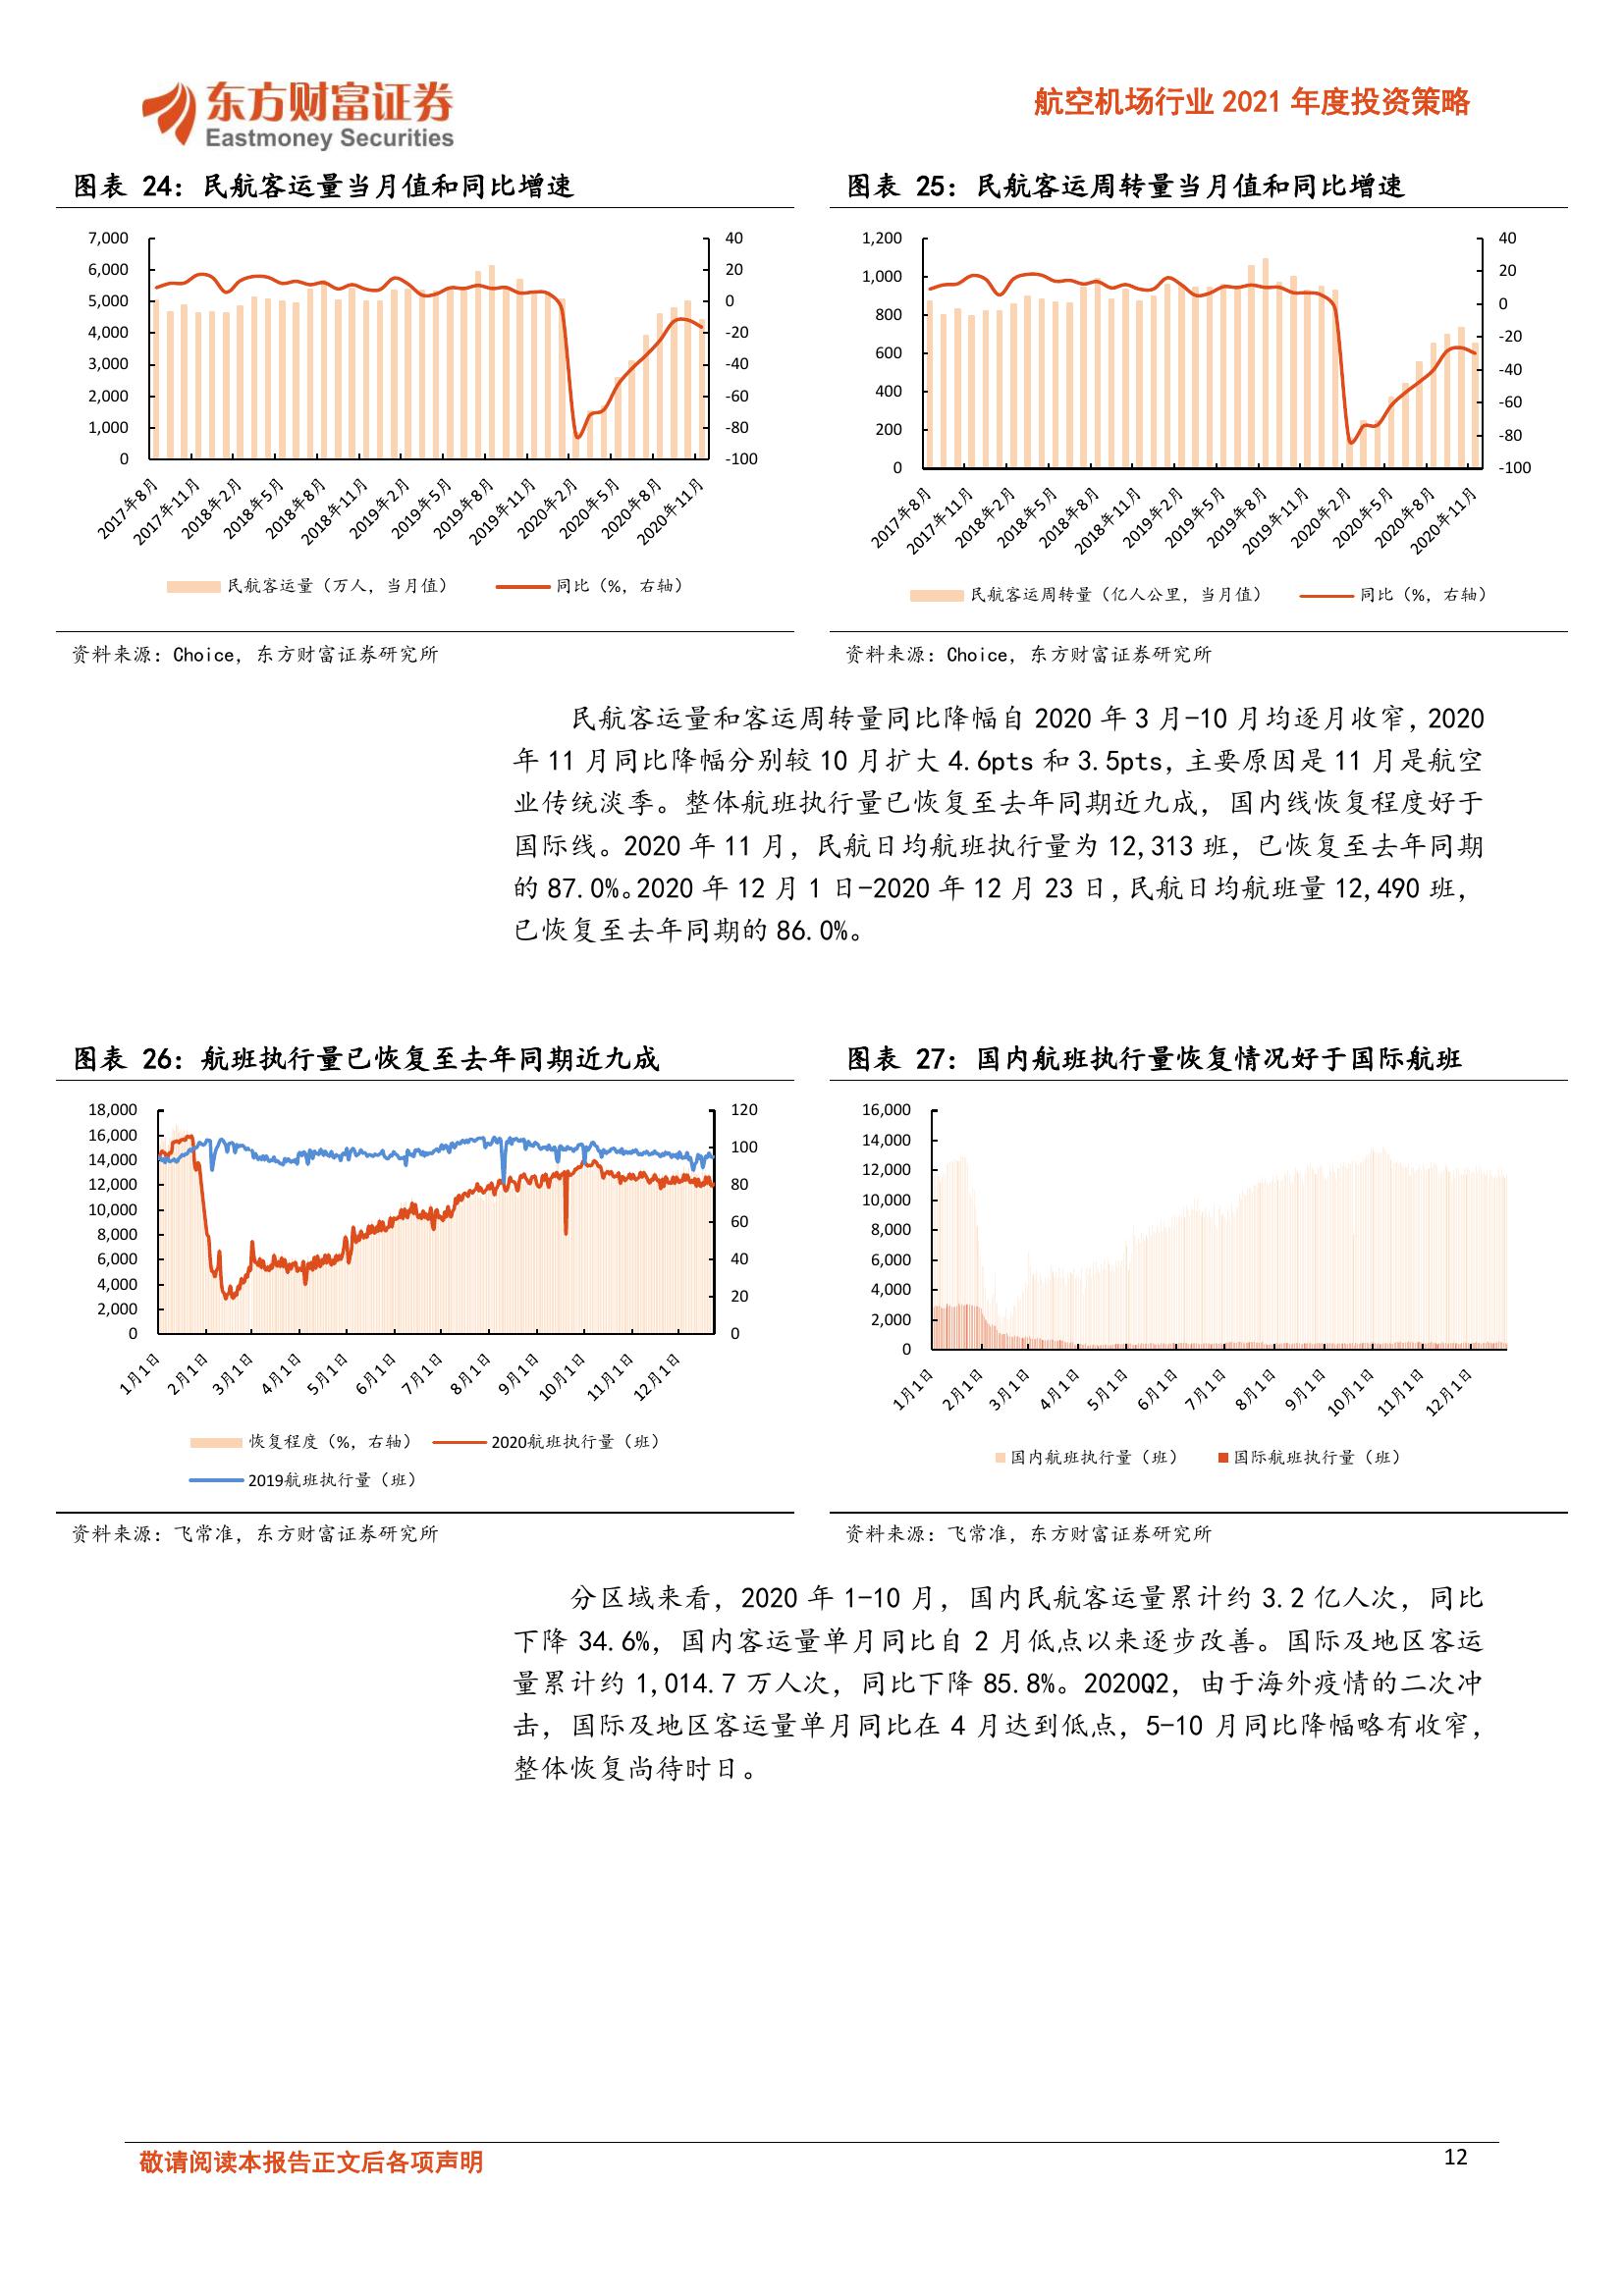 东方财富证券
Eastmoney Securities
航空机场行业 2021 年度投资策略
图表 24：民航客运量当月值和同比增速
7,000
6,000
5,000
4,000
3,000
2,000
1,000
0
40
20
0
-20
-40
-60
-80
-100
2017年8月
2017年11月
2018年2月
2018年5月
2018年8月
2018年11月
2019年2月
2019年5月
2019年8月
2019年11月
2020年2月
2020年5月
2020年8月
2020年11月
民航客运量（万人，当月值）
同比（%，右轴）
资料来源：Choice，东方财富证券研究所
图表 25：民航客运周转量当月值和同比增速
1,200
1,000
800
600
400
200
0
40
20
0
-20
-40
-60
-80
-100
2017年8月
2017年11月
2018年2月
2018年5月
2018年8月
2018年11月
2019年2月
2019年5月
2019年8月
2019年11月
2020年2月
2020年5月
2020年8月
2020年11月
民航客运周转量（亿人公里，当月值）
同比（%，右轴）
资料来源：Choice，东方财富证券研究所
民航客运量和客运周转量同比降幅自 2020 年 3 月-10 月均逐月收窄，2020
年 11 月同比降幅分别较 10 月扩大 4.6pts 和 3.5pts，主要原因是 11 月是航空
业传统淡季。整体航班执行量已恢复至去年同期近九成，国内线恢复程度好于
国际线。2020 年 11 月，民航日均航班执行量为 12,313 班，已恢复至去年同期
的 87.0%。2020 年 12 月 1 日-2020 年 12 月 23 日，民航日均航班量 12,490 班，
已恢复至去年同期的 86.0%。
图表 26：航班执行量已恢复至去年同期近九成
18,000
16,000
14,000
12,000
10,000
8,000
6,000
4,000
2,000
0
120
100
80
60
40
20
0
1月1日
2月1日
3月1日
4月1日
5月1日
6月1日
7月1日
8月1日
9月1日
10月1日
11月1日
12月1日
恢复程度（%，右轴）
2020航班执行量（班）
2019航班执行量（班）
资料来源：飞常准，东方财富证券研究所
图表 27：国内航班执行量恢复情况好于国际航班
16,000
14,000
12,000
10,000
8,000
6,000
4,000
2,000
0
1月1日
2月1日
3月1日
4月1日
5月1日
6月1日
7月1日
8月1日
9月1日
10月1日
11月1日
12月1日
国内航班执行量（班）
国际航班执行量（班）
资料来源：飞常准，东方财富证券研究所
分区域来看，2020 年 1-10 月，国内民航客运量累计约 3.2 亿人次，同比
下降 34.6%，国内客运量单月同比自 2 月低点以来逐步改善。国际及地区客运
量累计约 1,014.7 万人次，同比下降 85.8%。2020Q2，由于海外疫情的二次冲
击，国际及地区客运量单月同比在 4 月达到低点，5-10 月同比降幅略有收窄，
整体恢复尚待时日。
敬请阅读本报告正文后各项声明
12